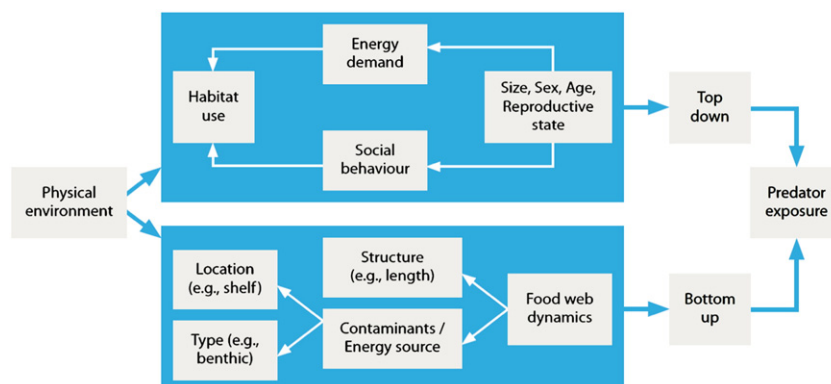 Energy
demand
Habitat
use
Size, Sex, Age,
Reproductive
state
Top
down
Social
behaviour
Physical
environment
Predator
exposure
Location
(e.g., shelf)
Structure
(e.g., length)
Food web
dynamics
Bottom
up
Type (e.g.,
benthic)
Contaminants /
Energy source